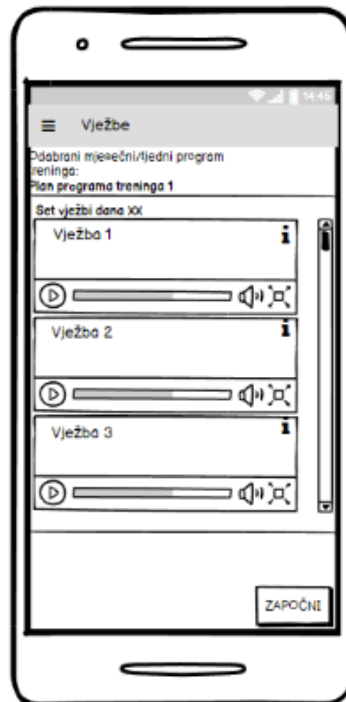 14:45
Vježbe
Odabrani mjesečni/tjedni program
treninga:
Plan programa treninga 1
Set vježbi dana XX
Vježba 1
i
Vježba 2
i
Vježba 3
i
ZAPOČNI